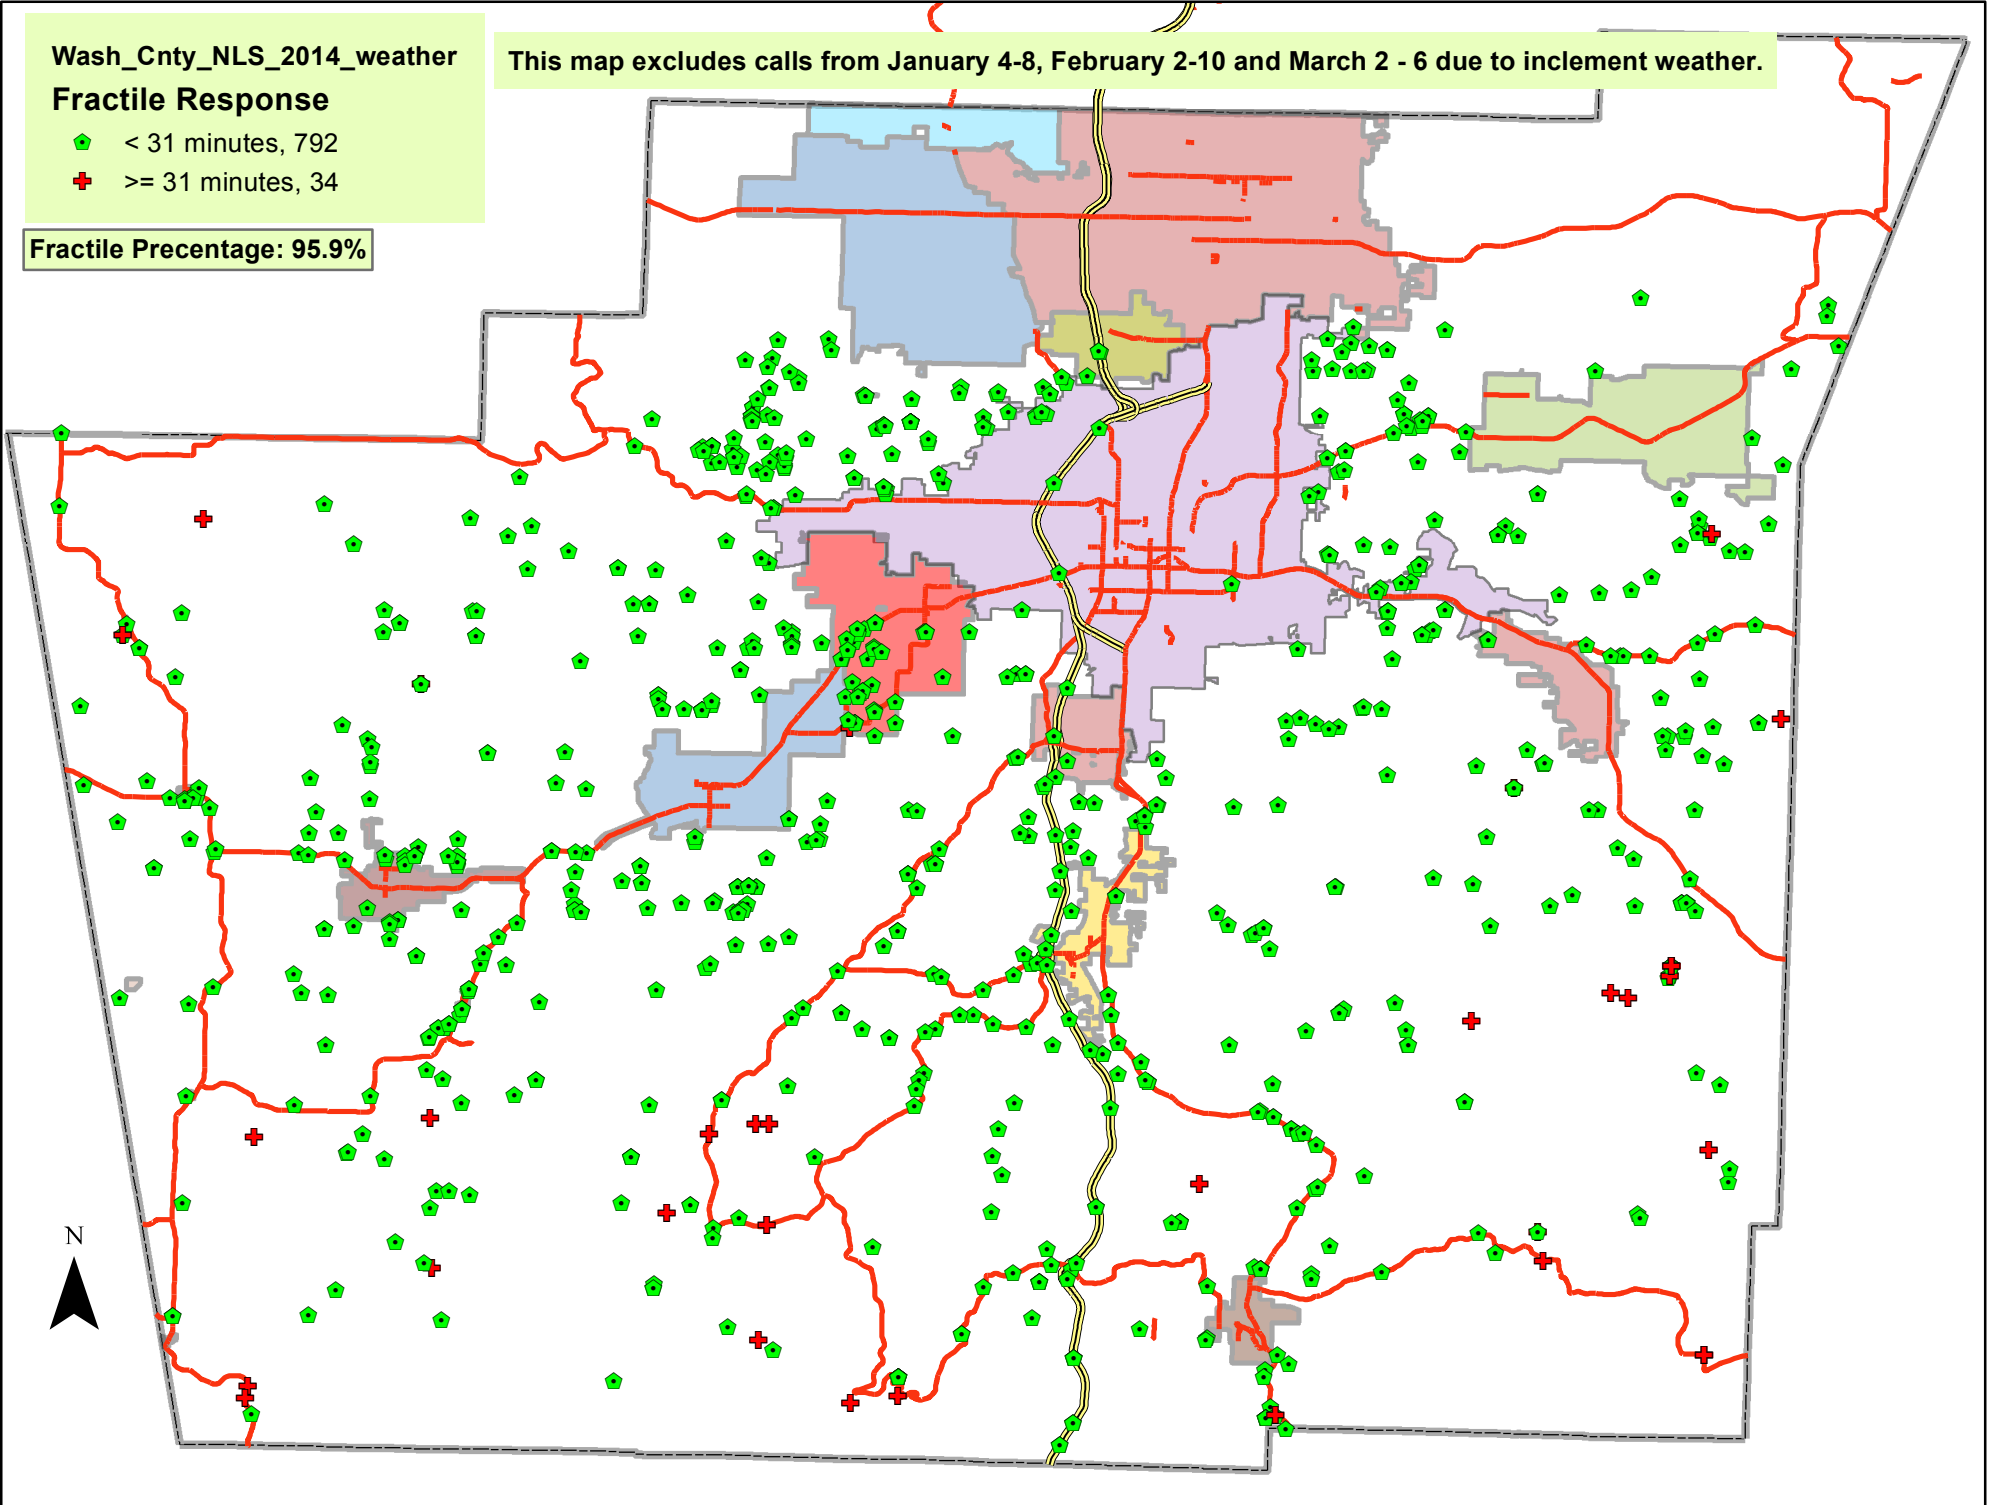 Wash_Cnty_NLS_2014_weather
Fractile Response
< 31 minutes, 792
>= 31 minutes, 34
Fractile Precentage: 95.9%
This map excludes calls from January 4-8, February 2-10 and March 2 - 6 due to inclement weather.
N